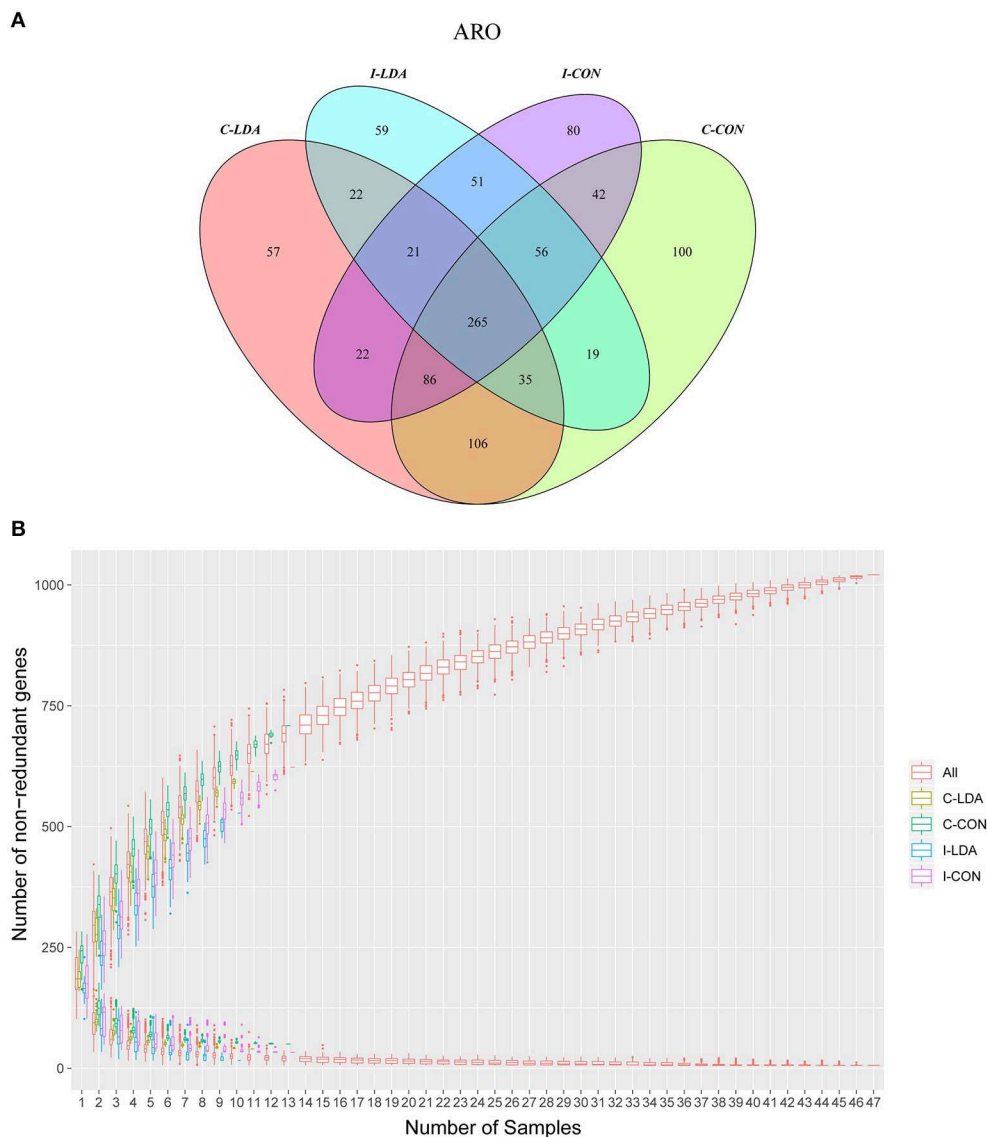 A
ARO
I-LDA
I-CON
C-LDA
C-CON
59
80
51
22
42
57
21
56
100
265
22
19
86
35
106
B
Number of non-redundant genes
1000
750
500
250
0
All
C-LDA
C-CON
I-LDA
I-CON
1 2 3 4 5 6 7 8 9 10 11 12 13 14 15 16 17 18 19 20 21 22 23 24 25 26 27 28 29 30 31 32 33 34 35 36 37 38 39 40 41 42 43 44 45 46 47
Number of Samples